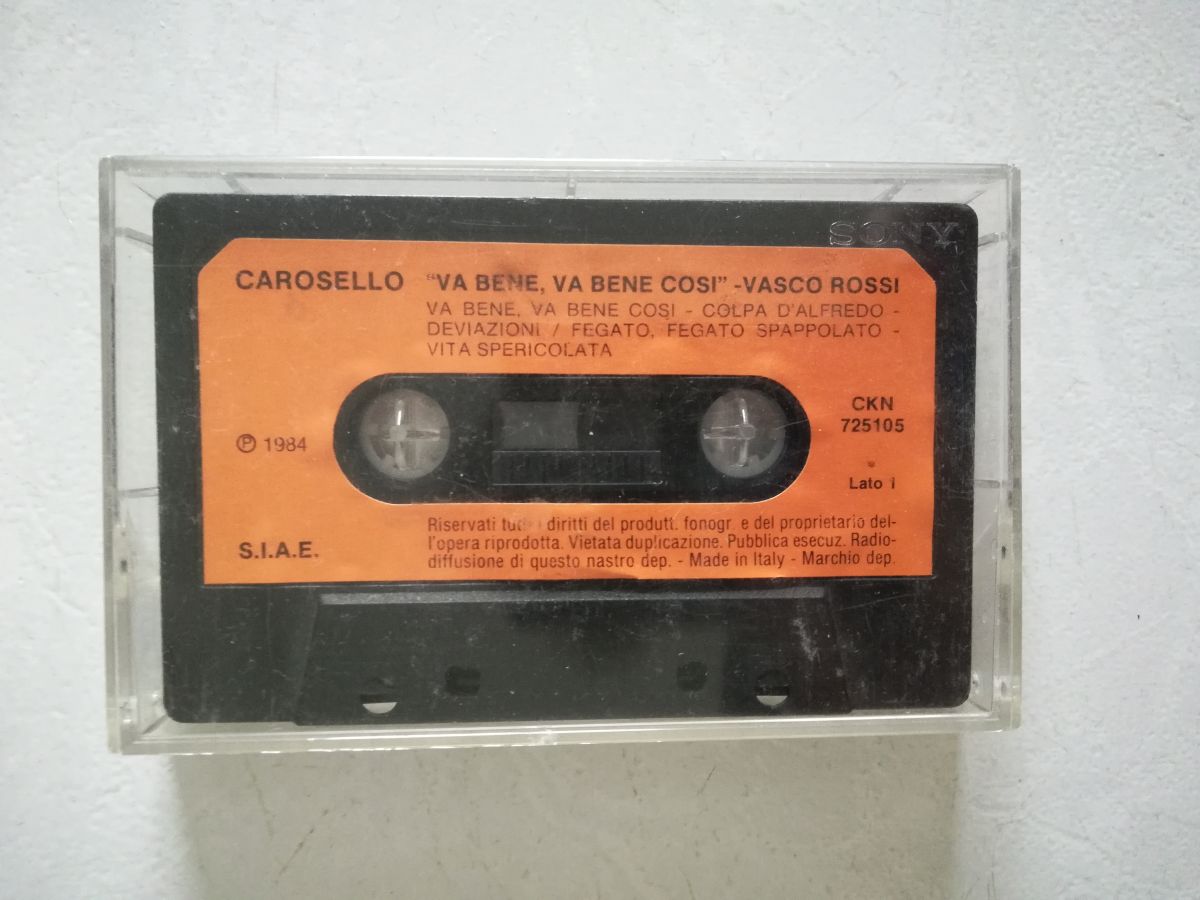 SONY
CAROSELLO "VA BENE, VA BENE COSI" -VASCO ROSSI
VA BENE, VA BENE COSI - COLPA D'ALFREDO -
DEVIAZIONI / FEGATO, FEGATO SPAPPOLATO -
VITA SPERICOLATA
CKN
725105
℗ 1984
Lato 1
S.I.A.E.
Riservati tutti i diritti del produtt. fonogr. e del proprietario del-
l'opera riprodotta. Vietata duplicazione. Pubblica esecuz. Radio-
diffusione di questo nastro dep. - Made in Italy - Marchio dep.